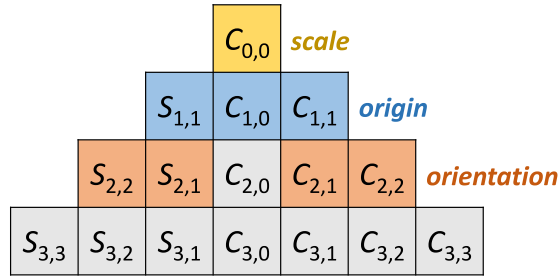 C0,0 scale
S1,1 C1,0 C1,1 origin
S2,2 S2,1 C2,0 C2,1 C2,2 orientation
S3,3 S3,2 S3,1 C3,0 C3,1 C3,2 C3,3